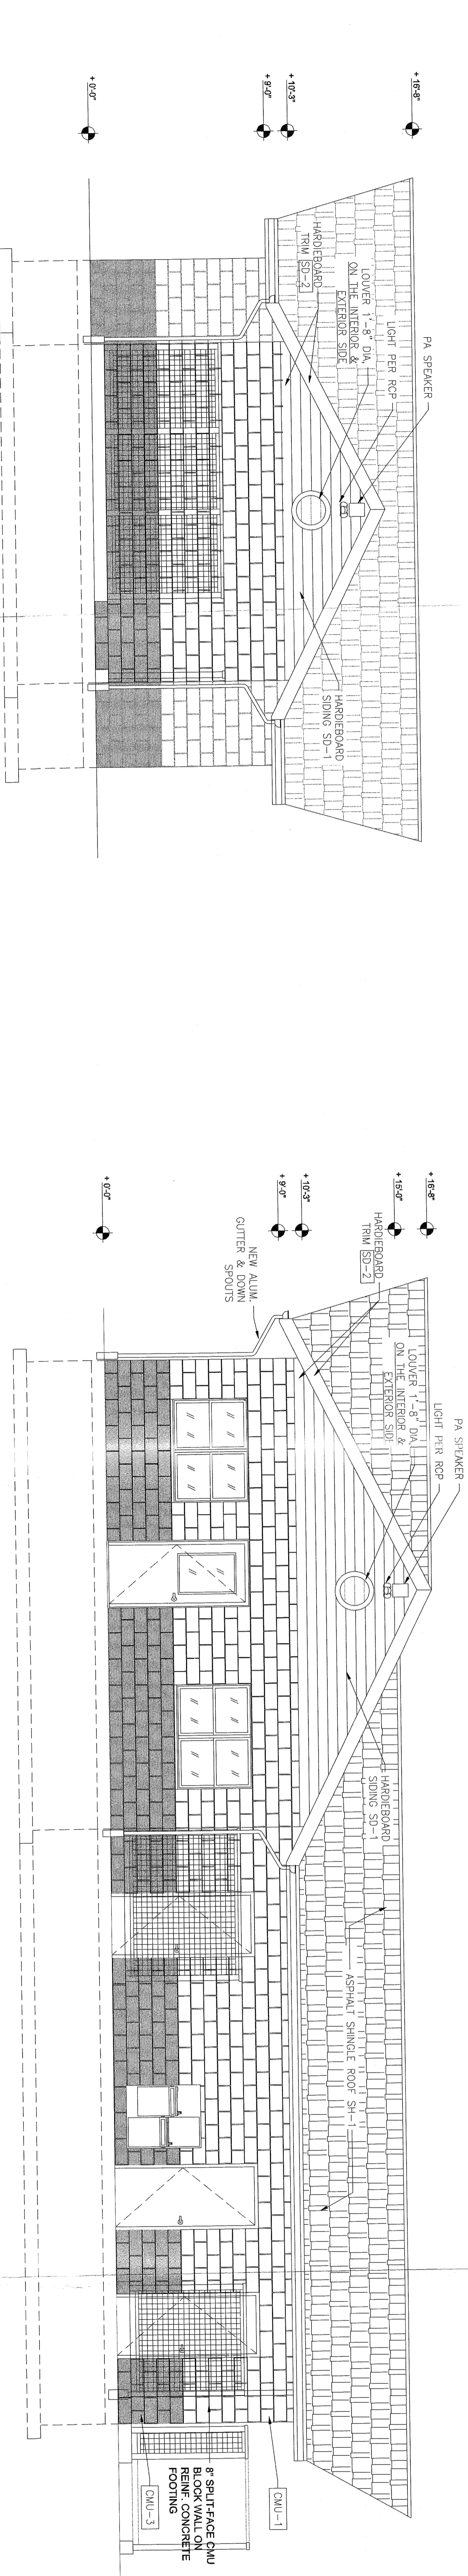 + 16'-8"
+ 10'-3"
+ 9'-0"
+ 0'-0"
PA SPEAKER
LIGHT PER RCP
LOUVER 1'-8" DIA.
ON THE INTERIOR &
EXTERIOR SIDE
HARDIEBOARD
TRIM SD-2
HARDIEBOARD
SIDING SD-1
+ 16'-8"
+ 15'-0"
+ 10'-3"
+ 9'-0"
+ 0'-0"
PA SPEAKER
LIGHT PER RCP
LOUVER 1'-8" DIA.
ON THE INTERIOR &
EXTERIOR SIDE
HARDIEBOARD
TRIM SD-2
NEW ALUM.
GUTTER & DOWN
SPOUTS
HARDIEBOARD
SIDING SD-1
ASPHALT SHINGLE ROOF SH-1
CMU-1
8" SPLIT-FACE CMU
BLOCK WALL ON
REINF. CONCRETE
FOOTING
CMU-3